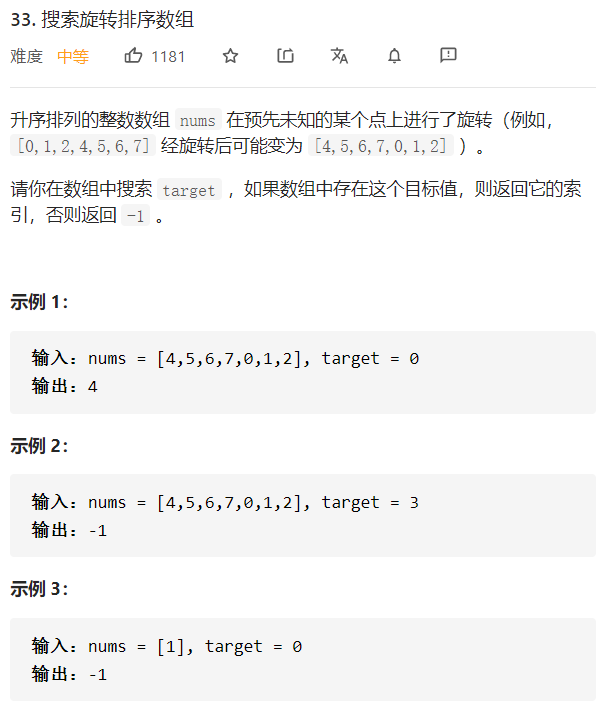 33. 搜索旋转排序数组
难度 中等 1181
升序排列的整数数组 nums 在预先未知的某个点上进行了旋转（例如，
[0,1,2,4,5,6,7] 经旋转后可能变为 [4,5,6,7,0,1,2] ）。
请你在数组中搜索 target ，如果数组中存在这个目标值，则返回它的索
引，否则返回 -1 。
示例 1：
输入：nums = [4,5,6,7,0,1,2], target = 0
输出：4
示例 2：
输入：nums = [4,5,6,7,0,1,2], target = 3
输出：-1
示例 3：
输入：nums = [1], target = 0
输出：-1